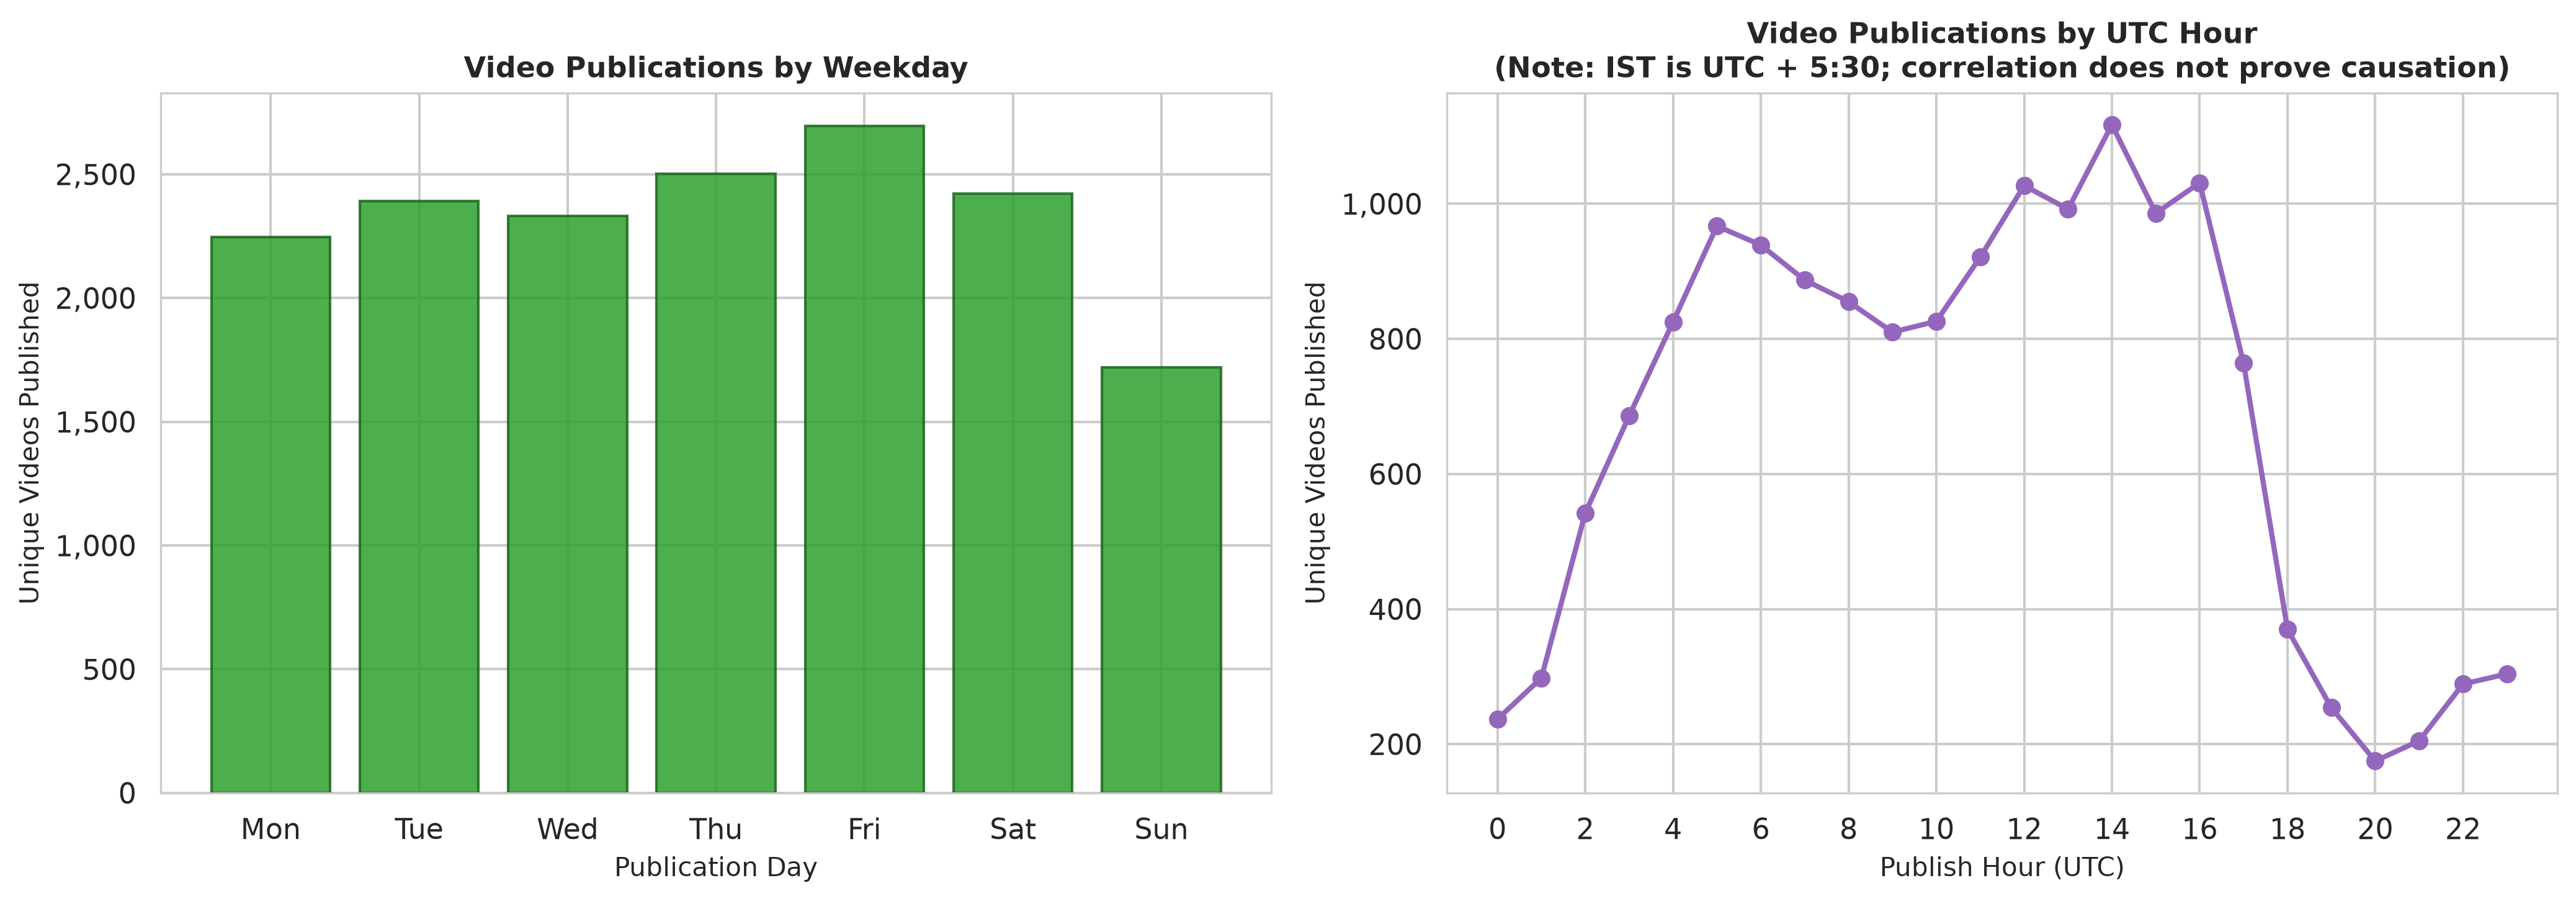 Video Publications by Weekday
Unique Videos Published
2,500
2,000
1,500
1,000
500
0
Mon Tue Wed Thu Fri Sat Sun
Publication Day
Video Publications by UTC Hour
(Note: IST is UTC + 5:30; correlation does not prove causation)
Unique Videos Published
1,000
800
600
400
200
0 2 4 6 8 10 12 14 16 18 20 22
Publish Hour (UTC)